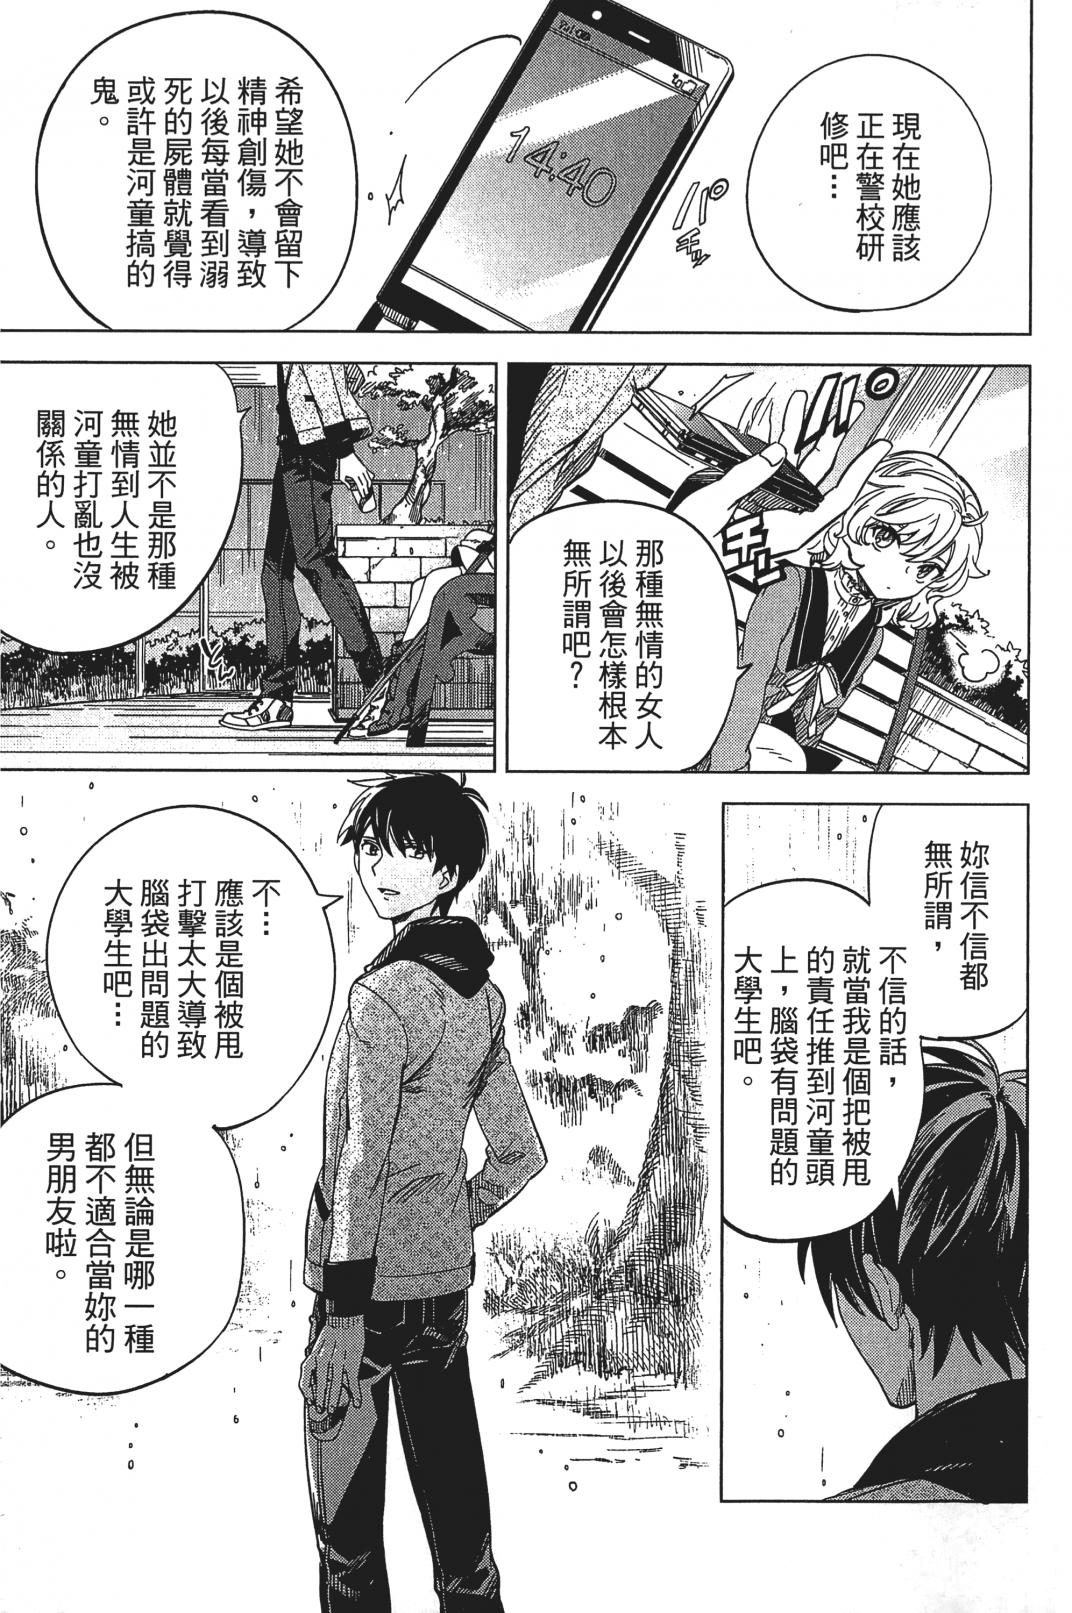 現在她應該
正在警校研
修吧…
14:40
パ
キン
希望她不會留下
精神創傷，導致
以後每當看到溺
死的屍體就覺得
或許是河童搞的
鬼。
パ
キン
那種無情的女人
以後會怎樣根本
無所謂吧？
她並不是那種
無情到人生被
河童打亂也沒
關係的人。
妳信不信都
無所謂，
不信的話，
就當我是個把被甩
的責任推到河童頭
上，腦袋有問題的
大學生吧。
不…
應該是個被甩
打擊太大導致
腦袋出問題的
大學生吧…
但無論是哪一種
都不適合當妳的
男朋友啦。